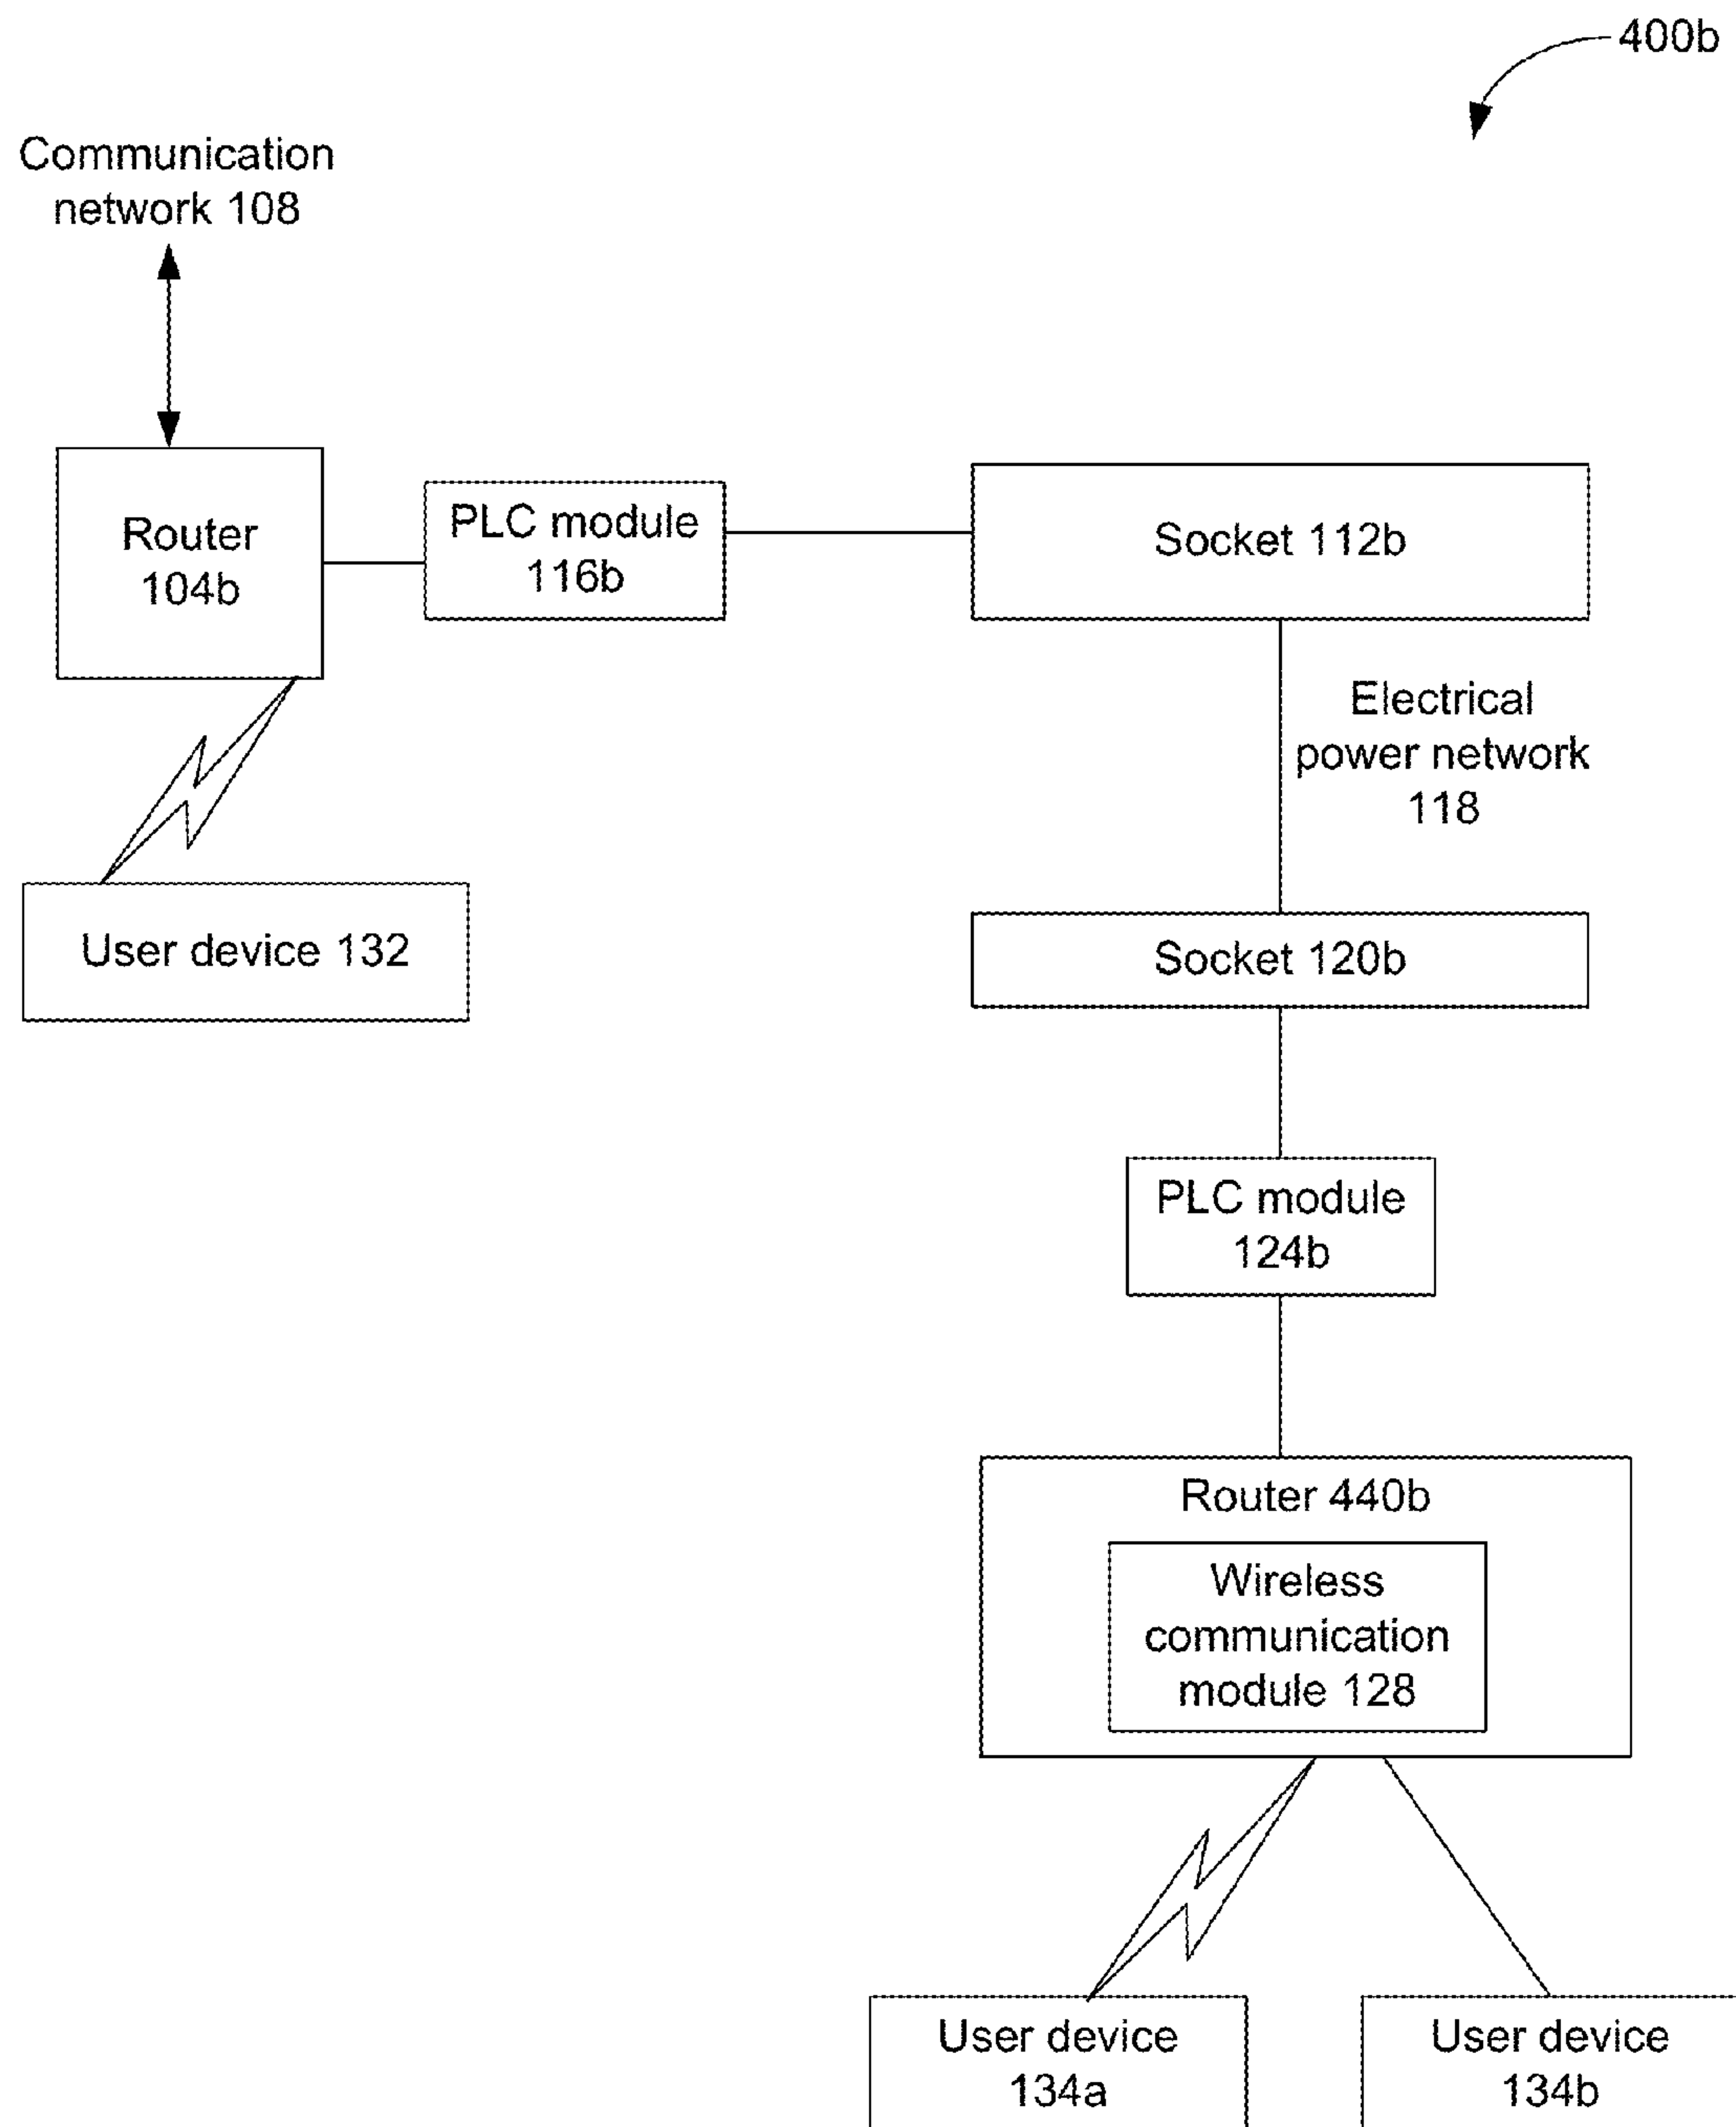 400b
Communication
network 108
Router
104b
PLC module
116b
Socket 112b
Electrical
power network
118
User device 132
Socket 120b
PLC module
124b
Router 440b
Wireless
communication
module 128
User device
134a
User device
134b